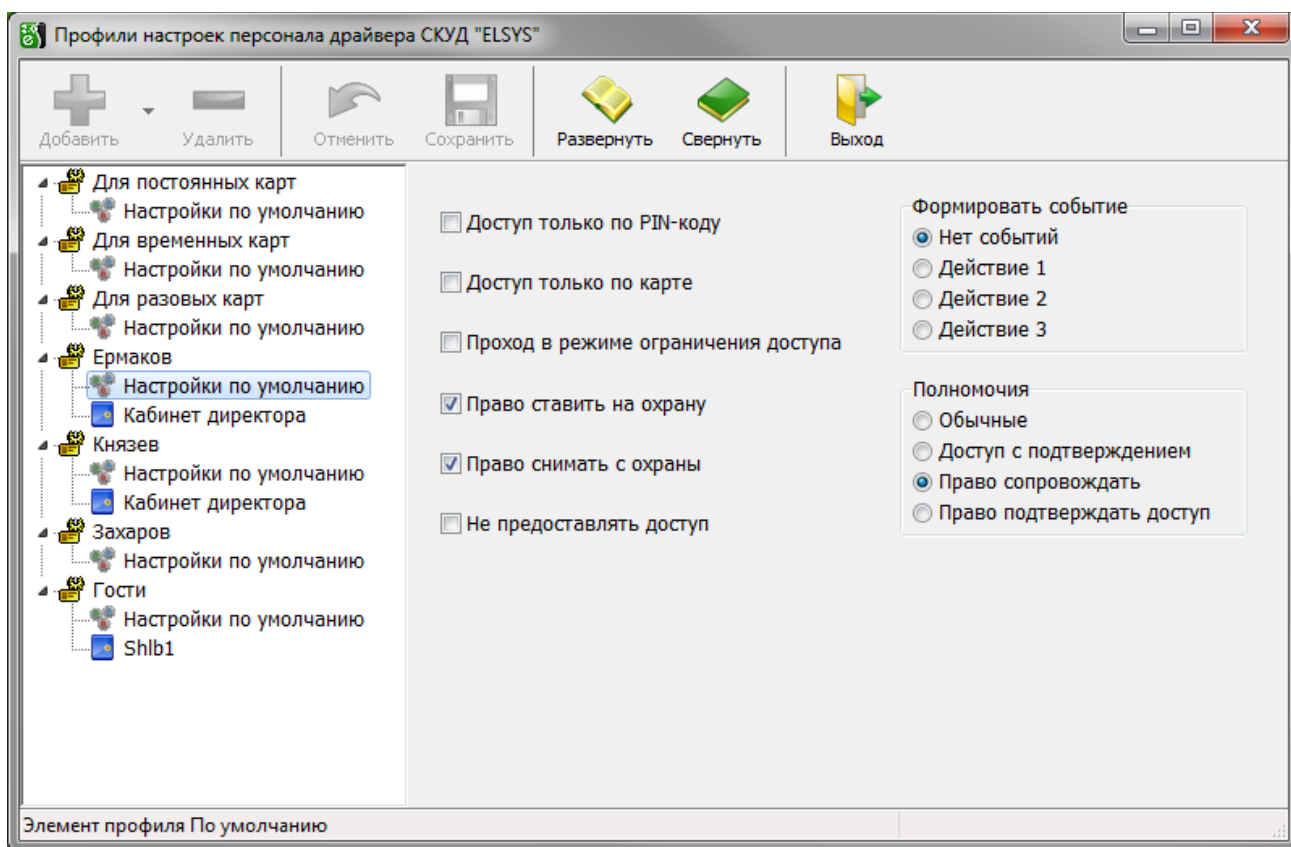 Профили настроек персонала драйвера СКУД "ELSYS"
Добавить Удалить Отменить Сохранить Развернуть Свернуть Выход
Для постоянных карт
Настройки по умолчанию
Для временных карт
Настройки по умолчанию
Для разовых карт
Настройки по умолчанию
Ермаков
Настройки по умолчанию
Кабинет директора
Князев
Настройки по умолчанию
Кабинет директора
Захаров
Настройки по умолчанию
Гости
Настройки по умолчанию
Shlb1
Доступ только по PIN-коду
Доступ только по карте
Проход в режиме ограничения доступа
Право ставить на охрану
Право снимать с охраны
Не предоставлять доступ
Формировать событие
Нет событий
Действие 1
Действие 2
Действие 3
Полномочия
Обычные
Доступ с подтверждением
Право сопровождать
Право подтверждать доступ
Элемент профиля По умолчанию